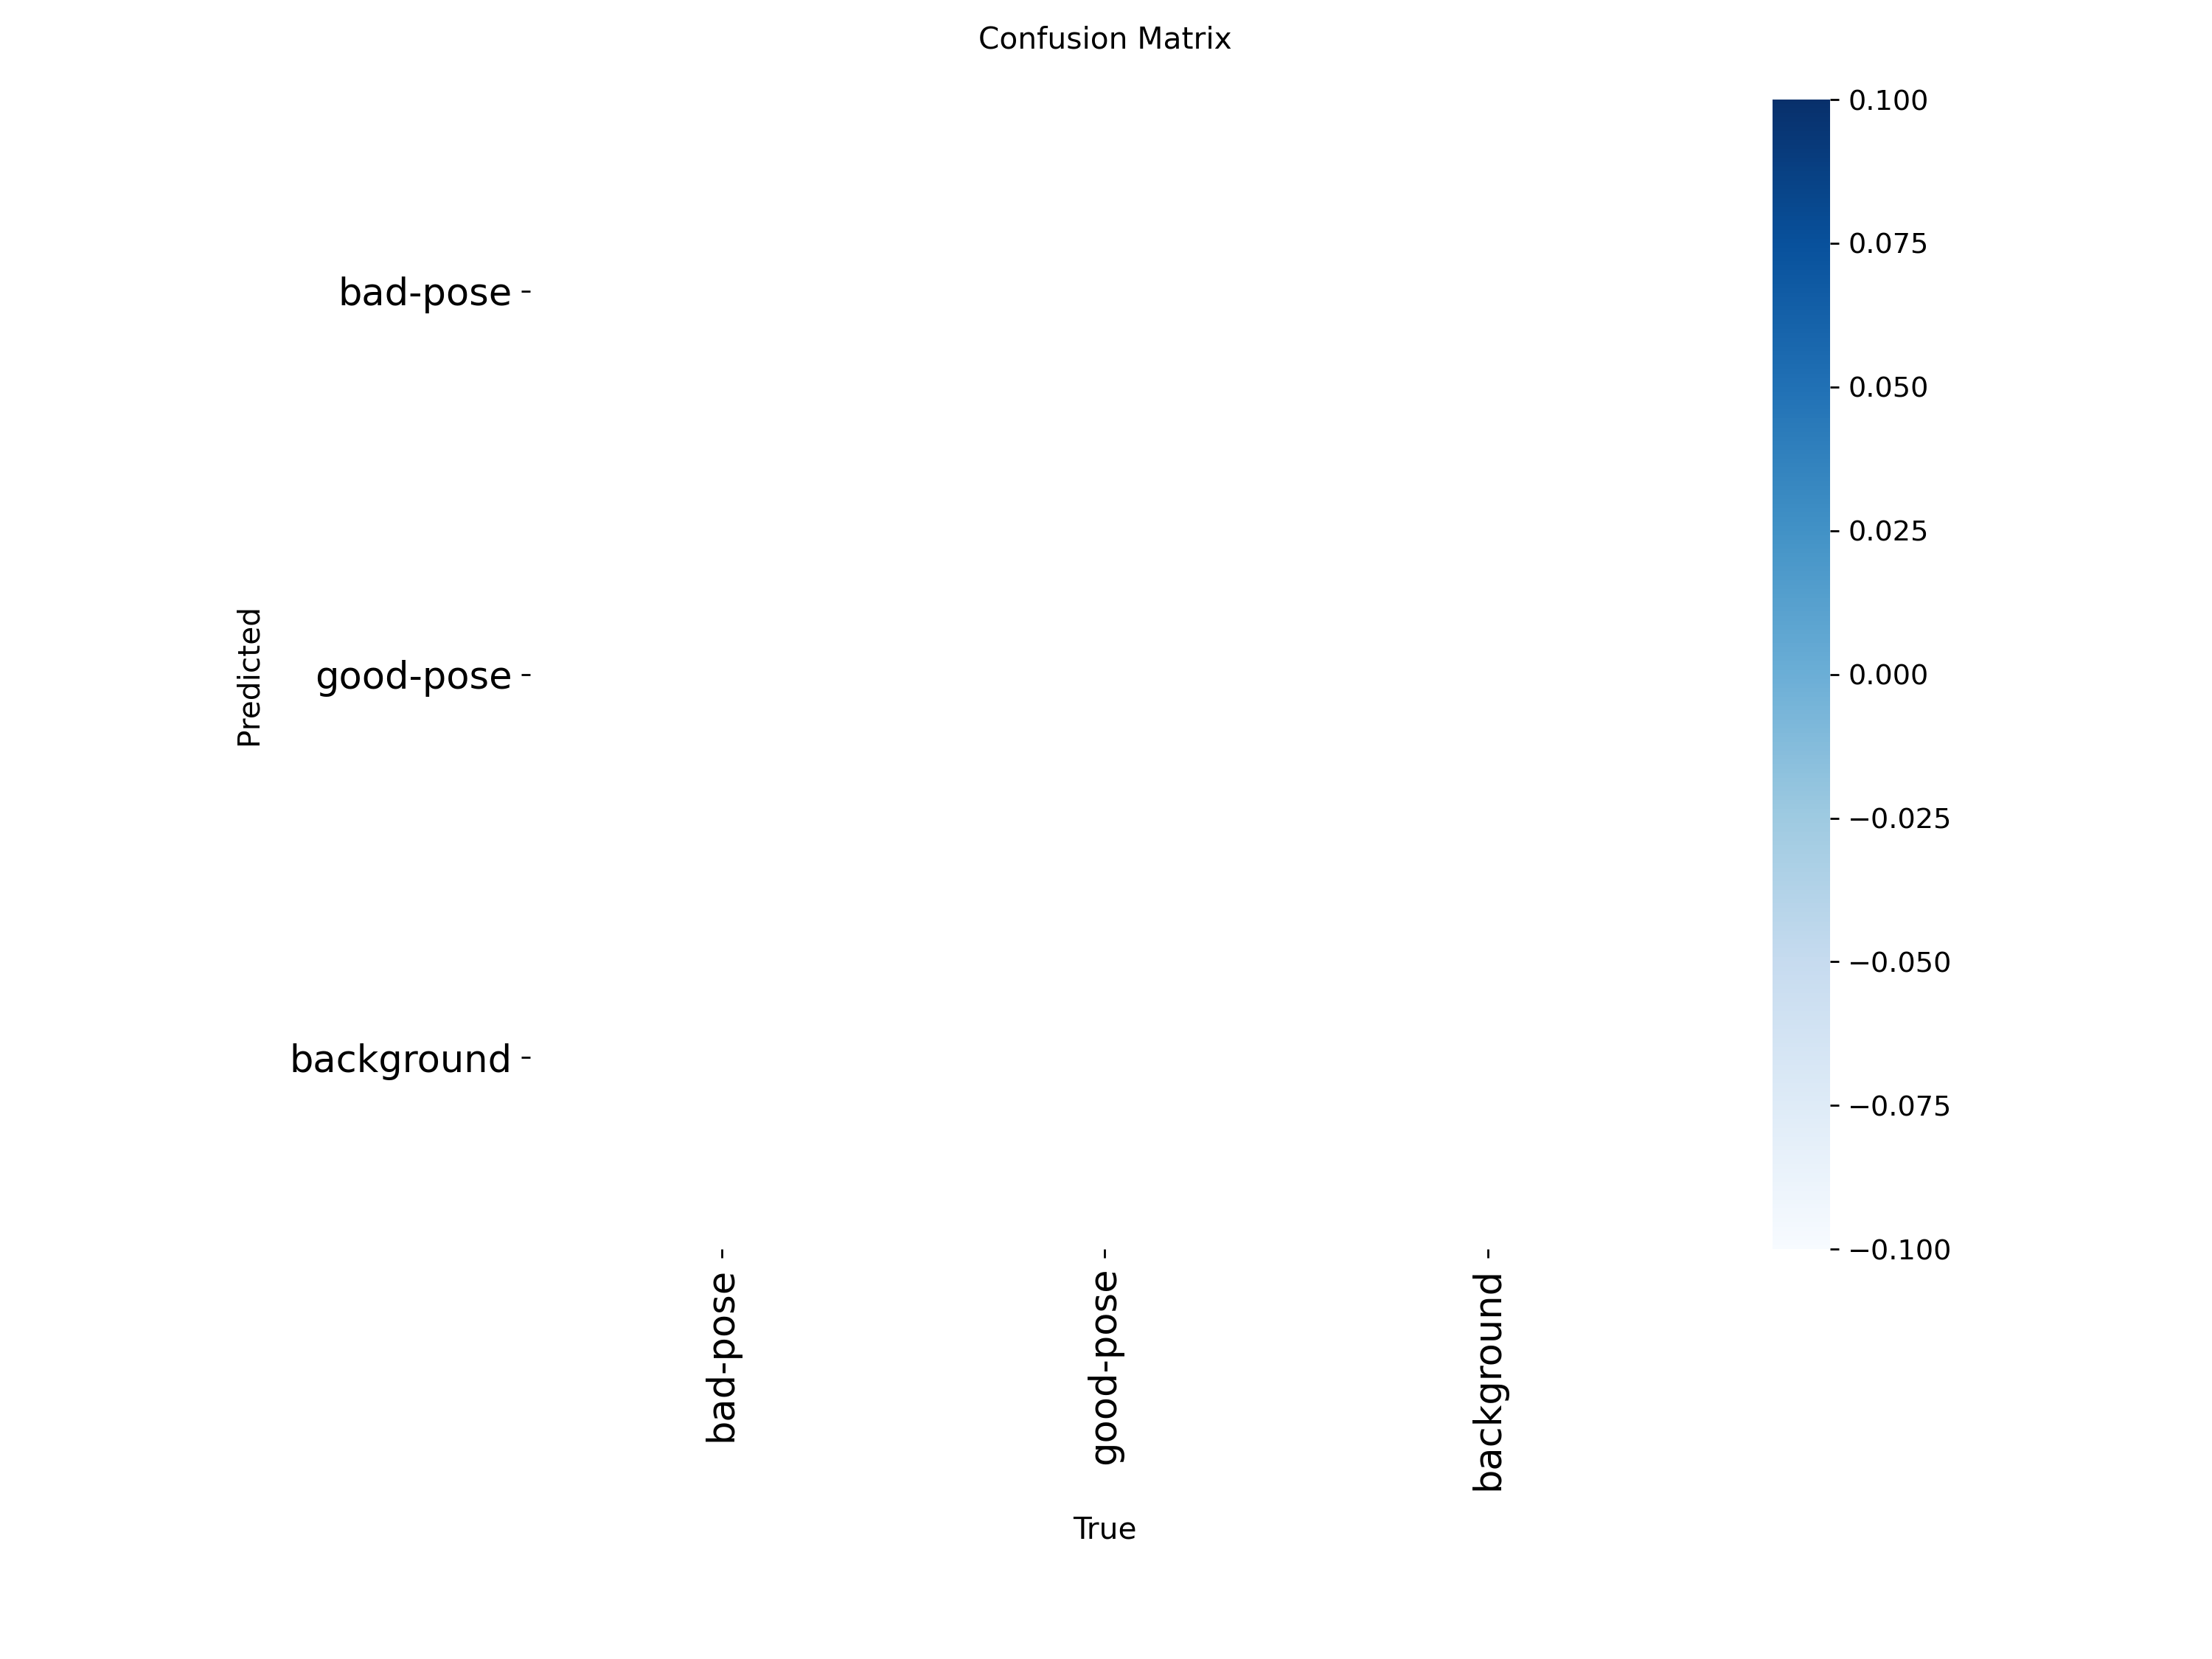 Confusion Matrix
0.100
0.075
0.050
0.025
0.000
−0.025
−0.050
−0.075
−0.100
Predicted
bad-pose
good-pose
background
bad-pose
good-pose
background
True